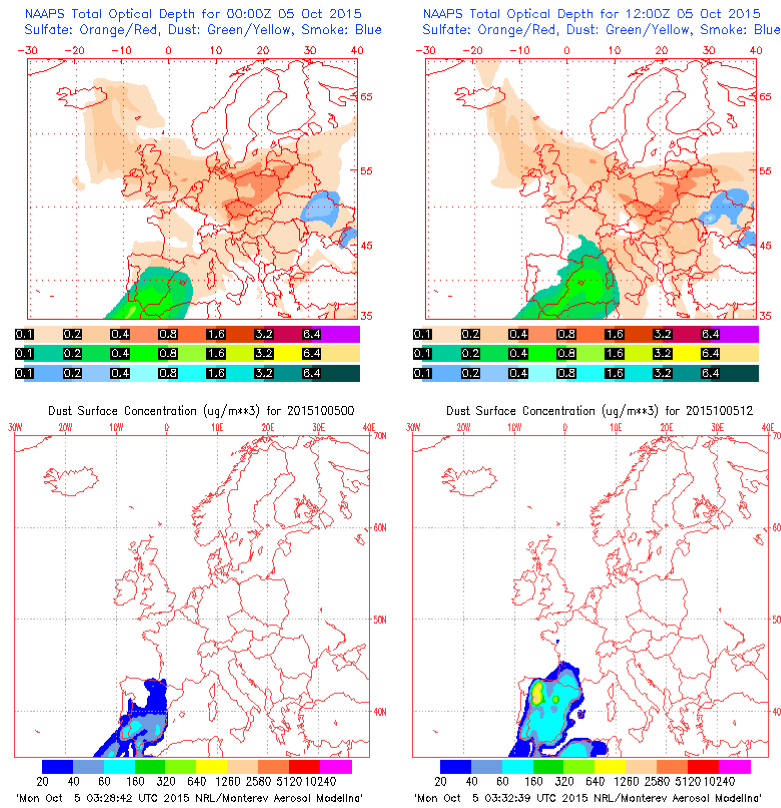 NAAPS Total Optical Depth for 00:00Z 05 Oct 2015
Sulfate: Orange/Red, Dust: Green/Yellow, Smoke: Blue
-30 -20 -10 0 10 20 30 40
65
55
45
35
0.1 0.2 0.4 0.8 1.6 3.2 6.4
0.1 0.2 0.4 0.8 1.6 3.2 6.4
0.1 0.2 0.4 0.8 1.6 3.2 6.4
NAAPS Total Optical Depth for 12:00Z 05 Oct 2015
Sulfate: Orange/Red, Dust: Green/Yellow, Smoke: Blue
-30 -20 -10 0 10 20 30 40
65
55
45
35
0.1 0.2 0.4 0.8 1.6 3.2 6.4
0.1 0.2 0.4 0.8 1.6 3.2 6.4
0.1 0.2 0.4 0.8 1.6 3.2 6.4
Dust Surface Concentration (ug/m**3) for 2015100500
30W 20W 10W 0 10E 20E 30E 40E
70N
60N
50N
40N
20 40 60 160 320 640 1260 2580 5120 10240
'Mon Oct 5 03:28:42 UTC 2015 NRL/Monterey Aerosol Modelling'
Dust Surface Concentration (ug/m**3) for 2015100512
30W 20W 10W 0 10E 20E 30E 40E
70N
60N
50N
40N
20 40 60 160 320 640 1260 2580 5120 10240
'Mon Oct 5 03:32:39 UTC 2015 NRL/Monterey Aerosol Modelling'